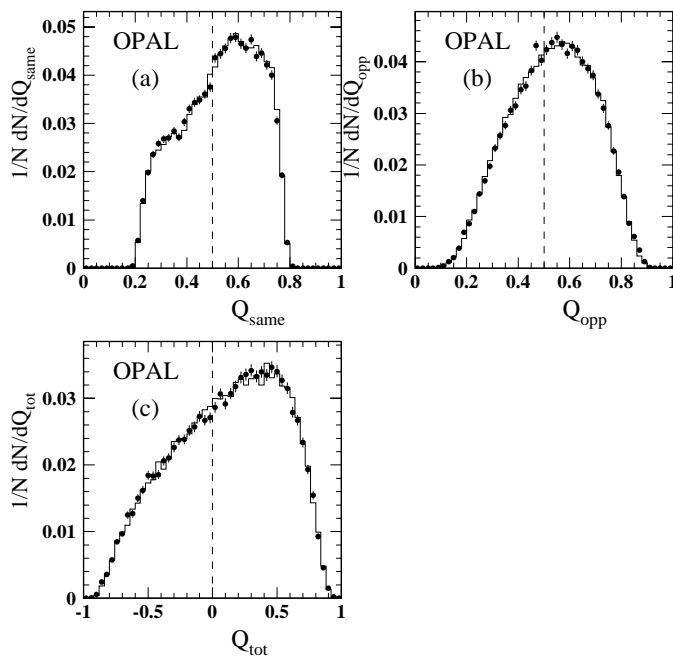 OPAL
(a)
1/N dN/dQ_same
0.05
0.04
0.03
0.02
0.01
0
0 0.2 0.4 0.6 0.8 1
Q_same
OPAL
(b)
1/N dN/dQ_opp
0.04
0.03
0.02
0.01
0
0 0.2 0.4 0.6 0.8 1
Q_opp
OPAL
(c)
1/N dN/dQ_tot
0.03
0.02
0.01
0
-1 -0.5 0 0.5 1
Q_tot